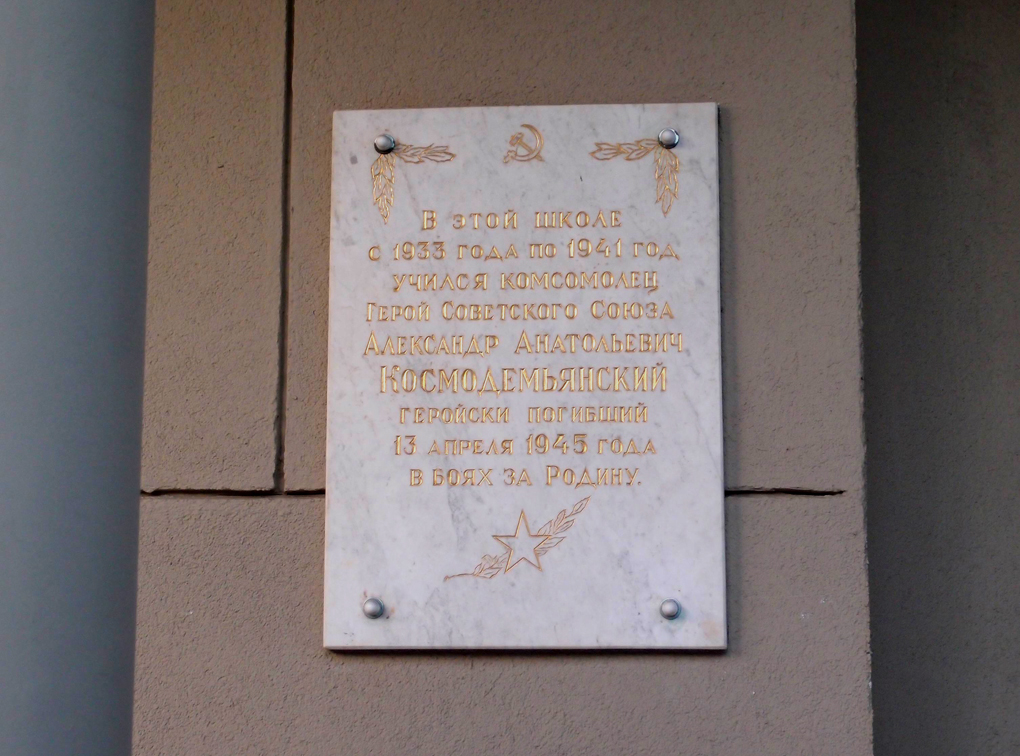 В этой школе
с 1933 года по 1941 год
учился комсомолец
Герой Советского Союза
Александр Анатольевич
Космодемьянский
геройски погибший
13 апреля 1945 года
в боях за Родину.